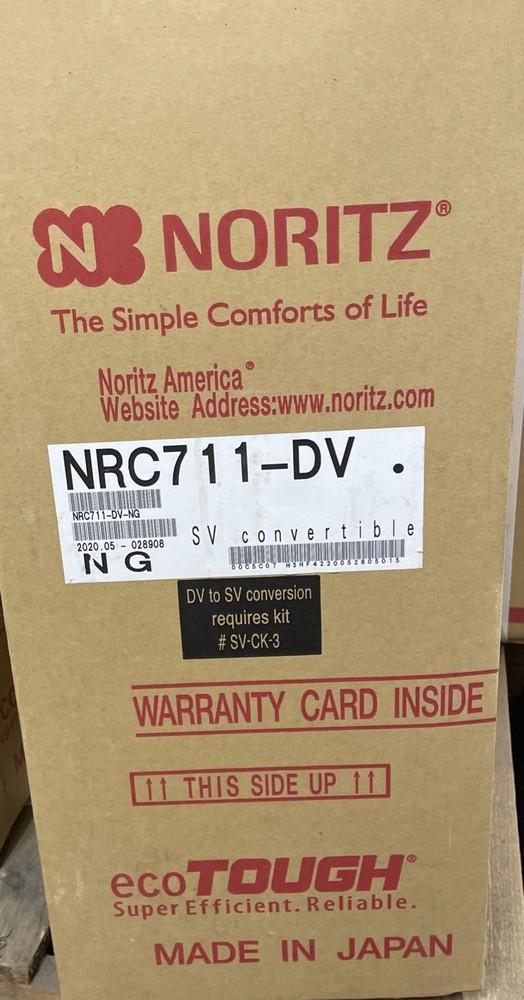 N NORITZ®
The Simple Comforts of Life
Noritz America®
Website Address:www.noritz.com
NRC711-DV .
NRC711-DV-NG
2020.05 - 028908
SV convertible
NG
00C5C07 H5HF4220052805015
DV to SV conversion
requires kit
# SV-CK-3
WARRANTY CARD INSIDE
↑↑ THIS SIDE UP ↑↑
ecoTOUGH®
Super Efficient. Reliable.
MADE IN JAPAN